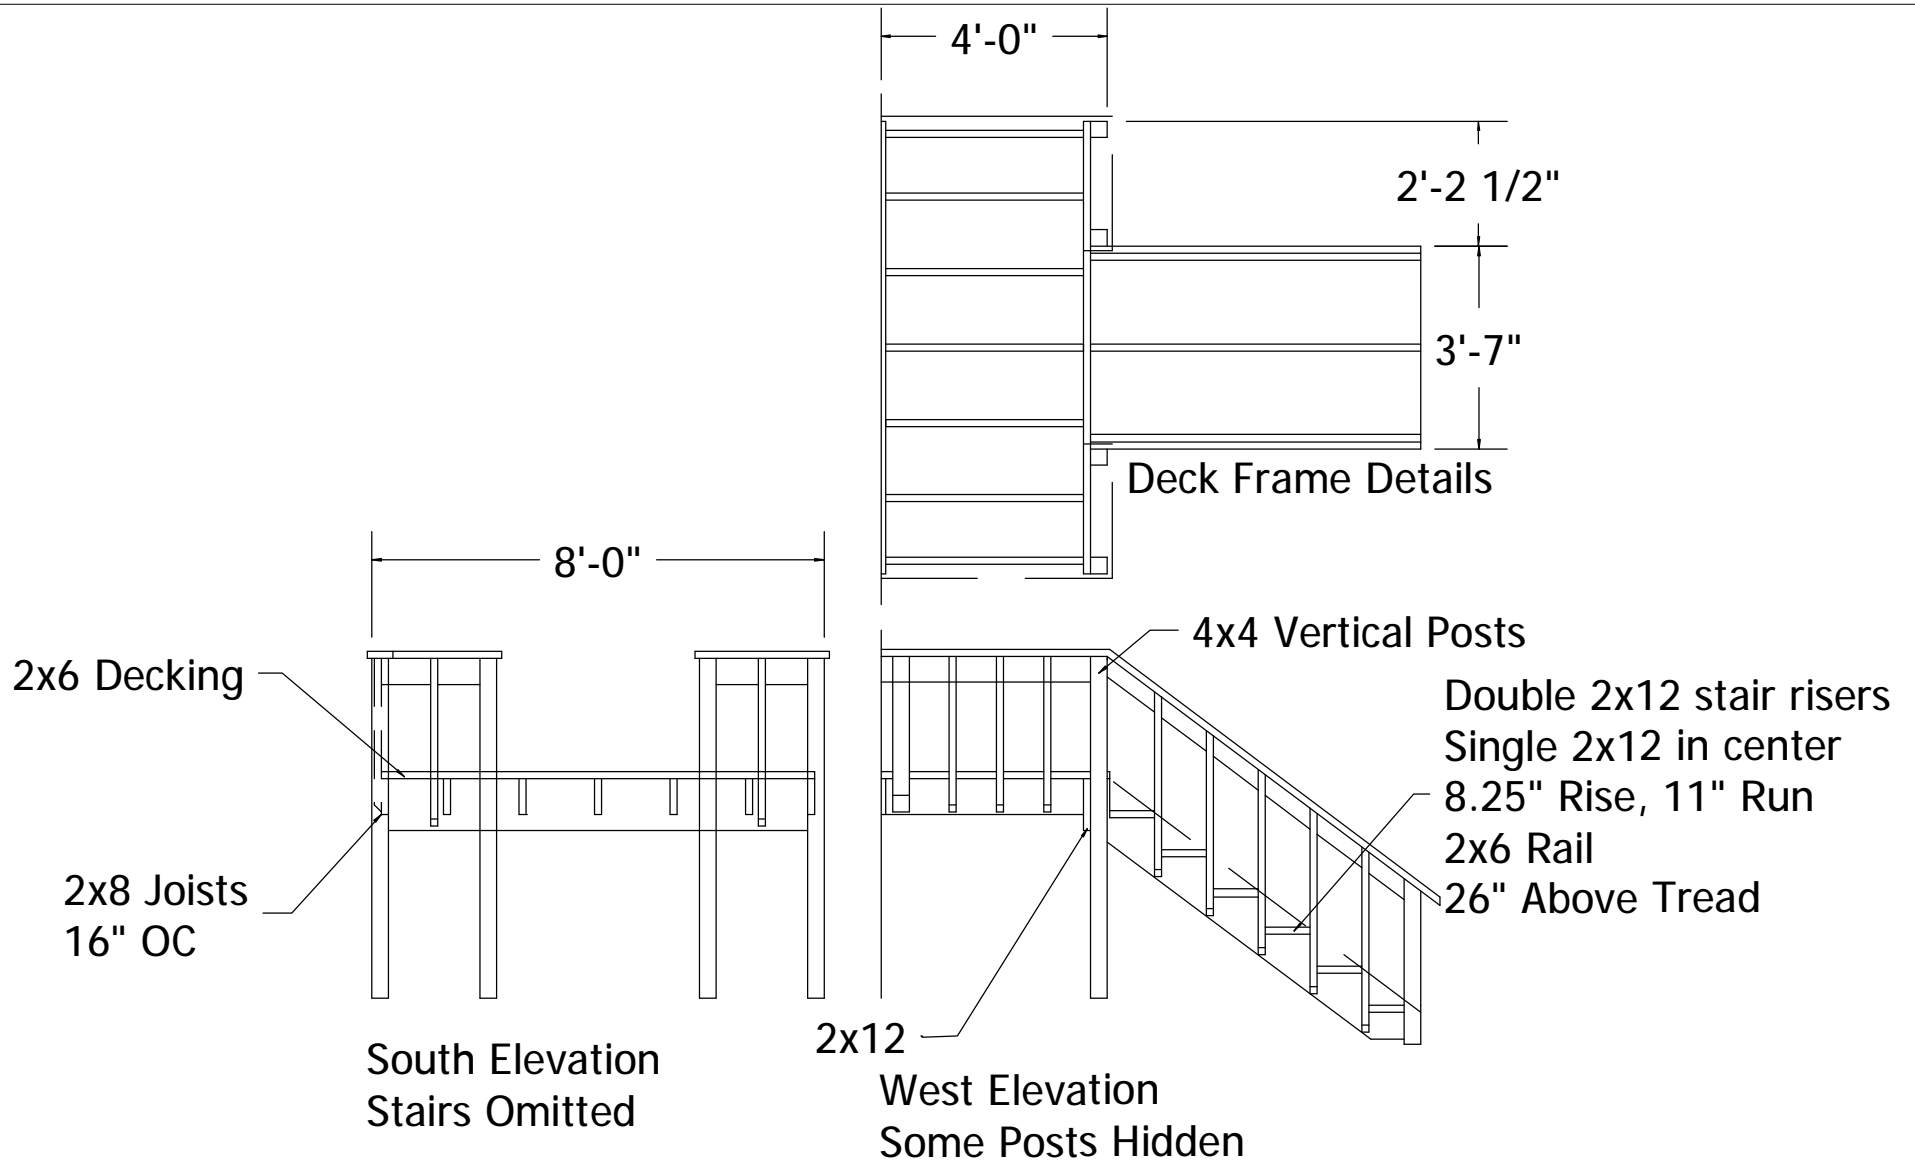 4'-0"
2'-2 1/2"
3'-7"
Deck Frame Details
8'-0"
4x4 Vertical Posts
2x6 Decking
Double 2x12 stair risers
Single 2x12 in center
8.25" Rise, 11" Run
2x6 Rail
26" Above Tread
2x8 Joists
16" OC
2x12
South Elevation
Stairs Omitted
West Elevation
Some Posts Hidden